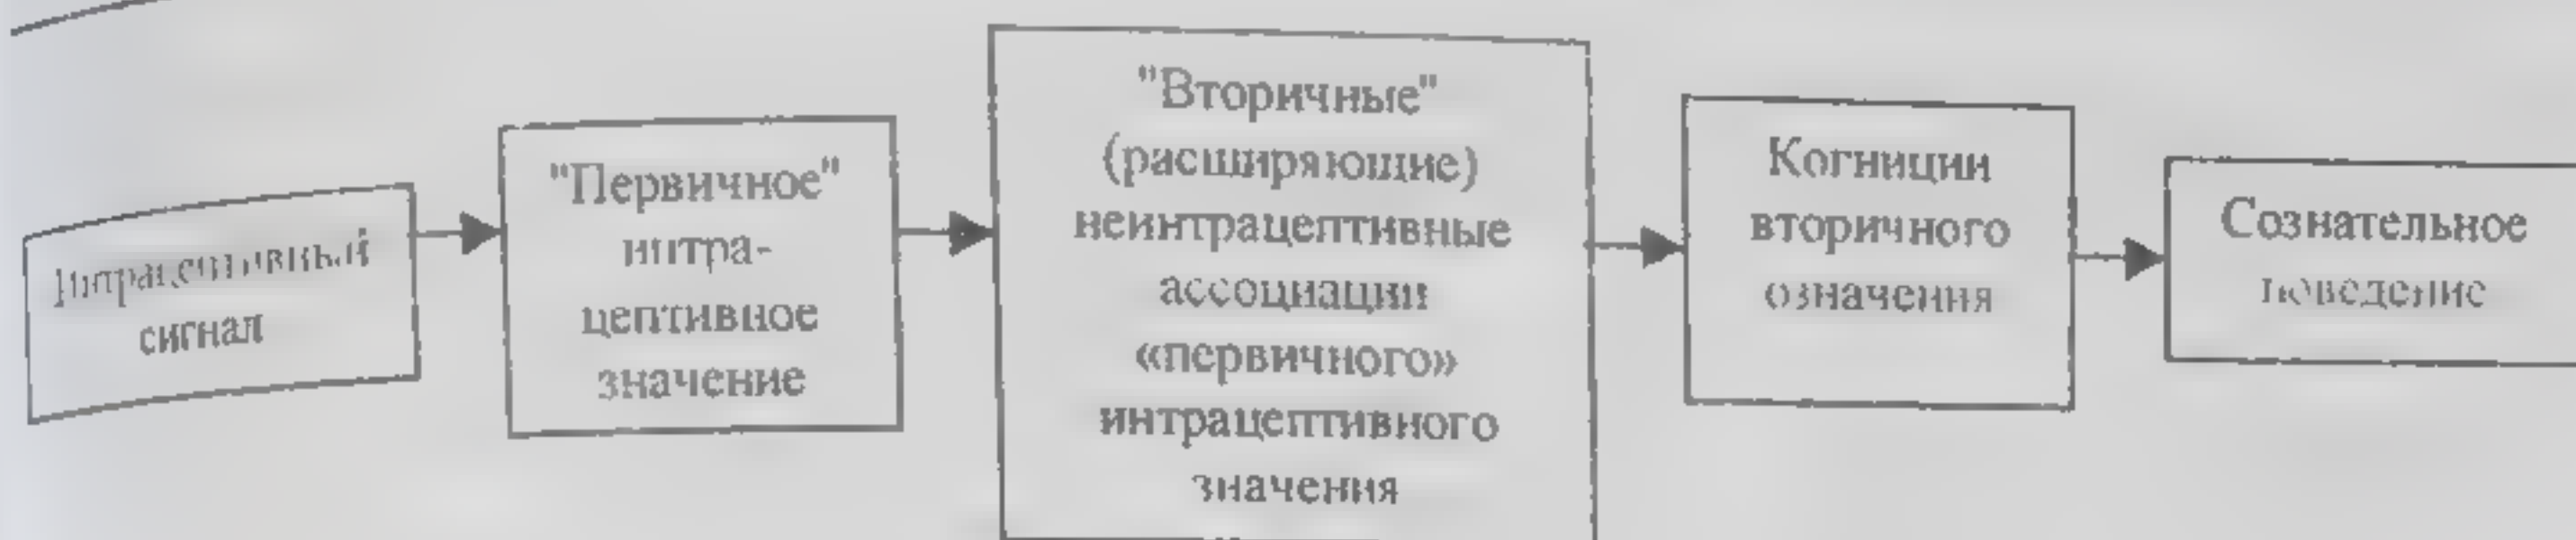 Интрацептивный
сигнал
"Первичное"
интра-
цептивное
значение
"Вторичные"
(расширяющие)
неинтрацептивные
ассоциации
«первичного»
интрацептивного
значения
Когниции
вторичного
означения
Сознательное
поведение